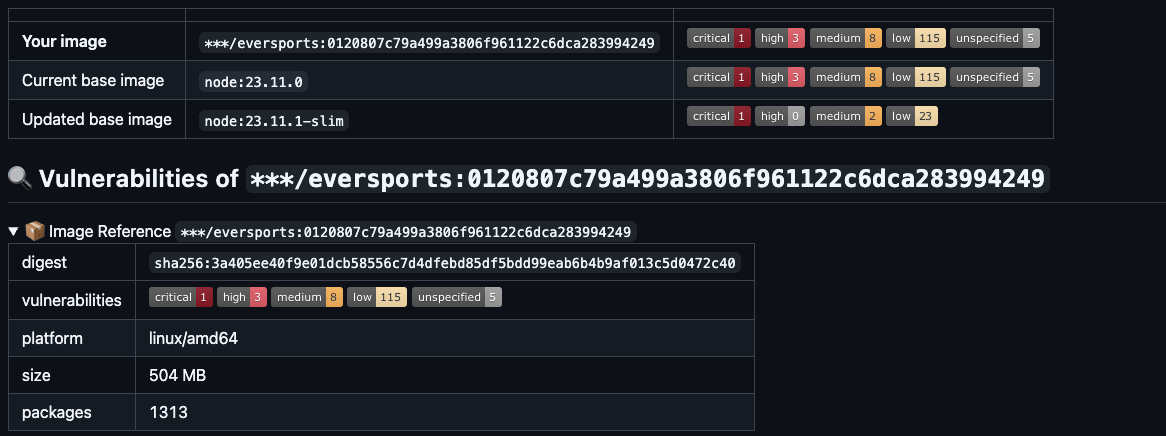 Your image ***/eversports:0120807c79a499a3806f961122c6dca283994249 critical 1 high 3 medium 8 low 115 unspecified 5
Current base image node:23.11.0 critical 1 high 3 medium 8 low 115 unspecified 5
Updated base image node:23.11.1-slim critical 1 high 0 medium 2 low 23
Vulnerabilities of ***/eversports:0120807c79a499a3806f961122c6dca283994249
Image Reference ***/eversports:0120807c79a499a3806f961122c6dca283994249
digest sha256:3a405ee40f9e01dcb58556c7d4dfebd85df5bdd99eab6b4b9af013c5d0472c40
vulnerabilities critical 1 high 3 medium 8 low 115 unspecified 5
platform linux/amd64
size 504 MB
packages 1313